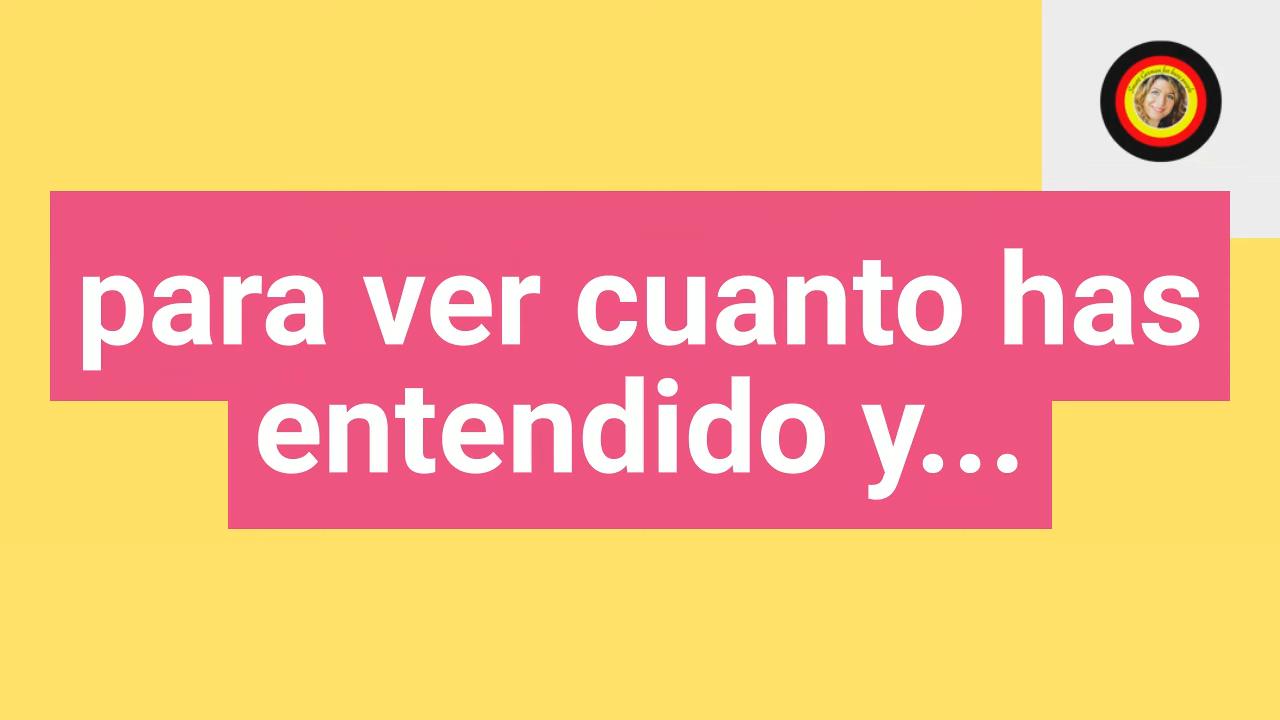 para ver cuanto has
entendido y...